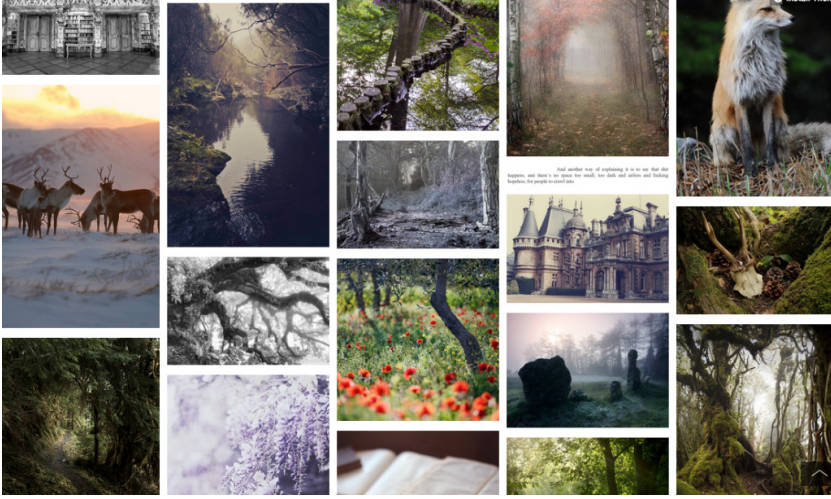 And another way of explaining it is to say that shit
happens, and there's no space too small, too dark and airless and fucking
hopeless, for people to crawl into.